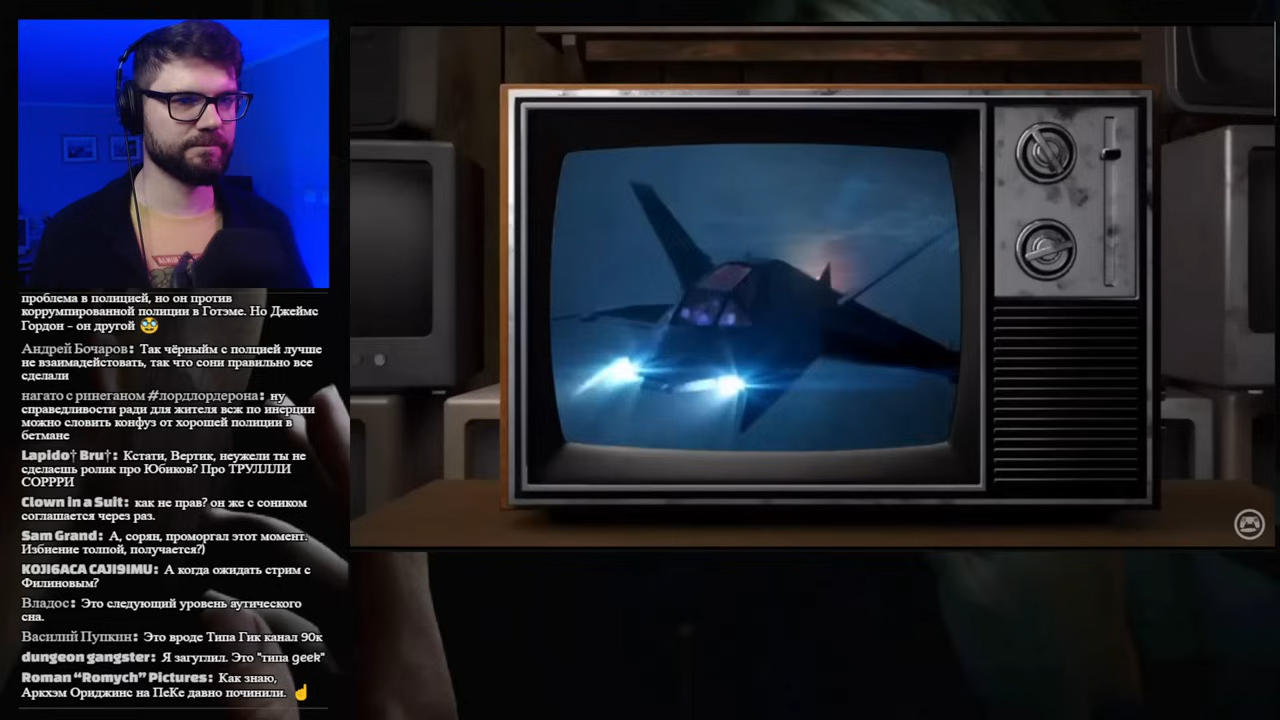 проблема в полицией, но он против
коррумпированной полиции в Готэме. Но Джеймс
Гордон – он другой 🥸
Андрей Бочаров: Так чёрныйм с полцией лучше
не взаимадейстовать, так что сони правильно все
сделали
нагато с ринеганом #лордлордерона: ну
справедливости ради для жителя всж по инерции
можно словить конфуз от хорошей полиции в
бетмане
Lapido† Bru†: Кстати, Вертик, неужели ты не
сделаешь ролик про Юбиков? Про ТРУЛЛЛИ
СОРРРИ
Clown in a Suit: как не прав? он же с соником
соглашается через раз.
Sam Grand: А, сорян, проморгал этот момент.
Избиение толпой, получается?)
KOJI6ACA CAJI9IMU: А когда ожидать стрим с
Филиновым?
Владос: Это следующий уровень аутического
сна.
Василий Пупкин: Это вроде Типа Гик канал 90к
dungeon gangster: Я загуглил. Это "типа geek"
Roman “Romych” Pictures: Как знаю,
Аркхэм Ориджинс на ПеКе давно починили. ☝